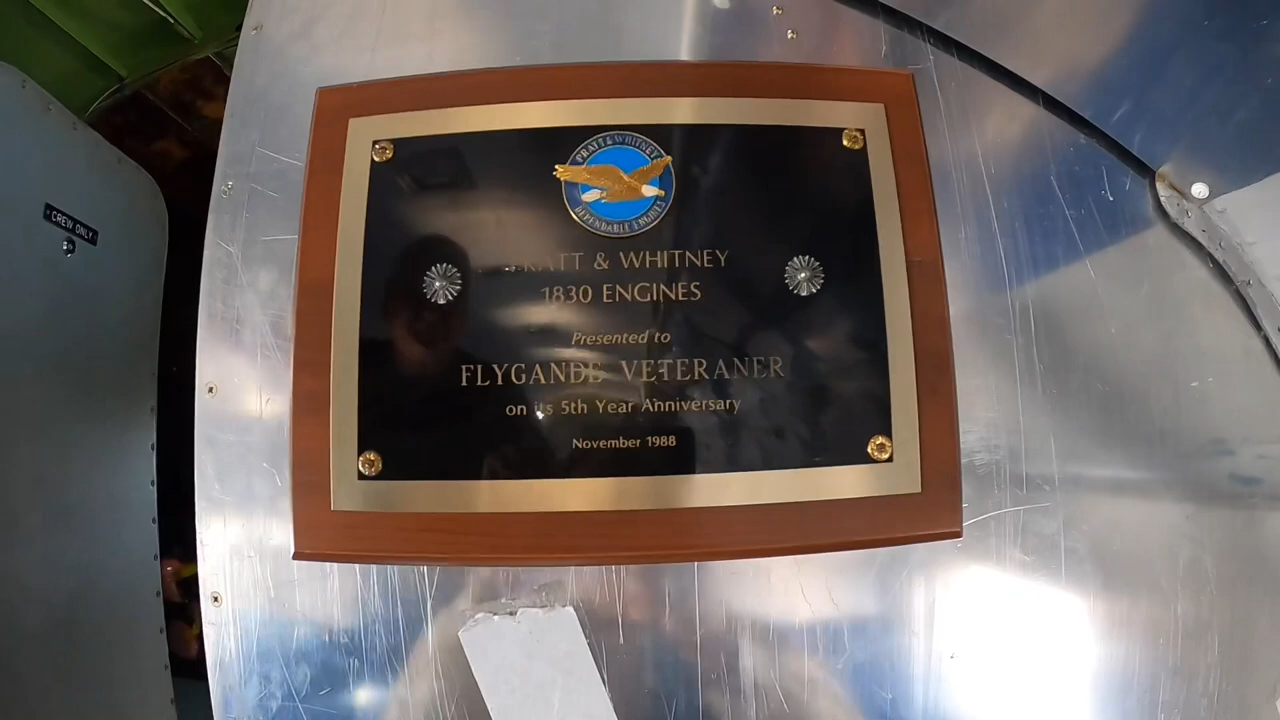 CREW ONLY
PRATT & WHITNEY
DEPENDABLE ENGINES
PRATT & WHITNEY
1830 ENGINES
Presented to
FLYGANDE VETERANER
on its 5th Year Anniversary
November 1988